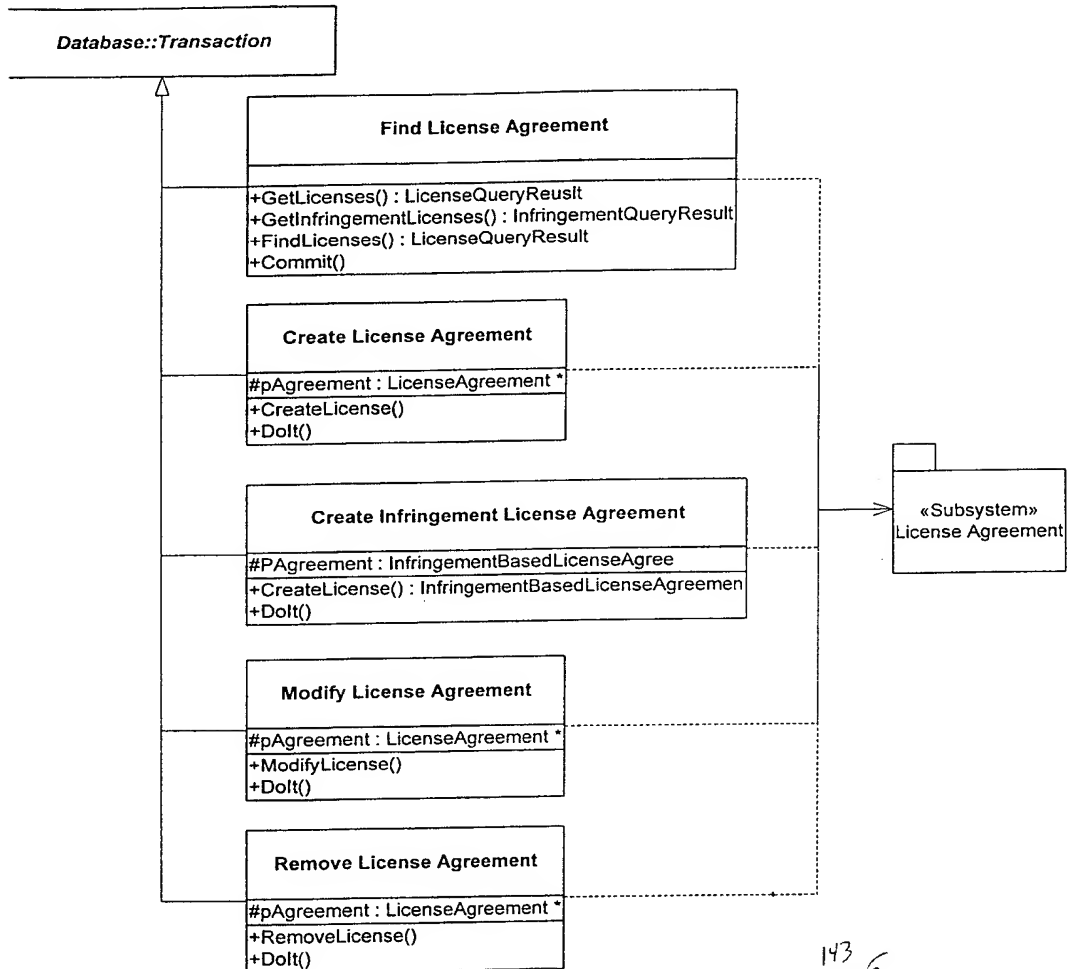 Database::Transaction
Find License Agreement
+GetLicenses() : LicenseQueryReuslt
+GetInfringementLicenses() : InfringementQueryResult
+FindLicenses() : LicenseQueryResult
+Commit()
Create License Agreement
#pAgreement : LicenseAgreement *
+CreateLicense()
+DoIt()
Create Infringement License Agreement
#PAgreement : InfringementBasedLicenseAgree
+CreateLicense() : InfringementBasedLicenseAgreemen
+DoIt()
«Subsystem»
License Agreement
Modify License Agreement
#pAgreement : LicenseAgreement *
+ModifyLicense()
+DoIt()
Remove License Agreement
#pAgreement : LicenseAgreement *
+RemoveLicense()
+DoIt()
143